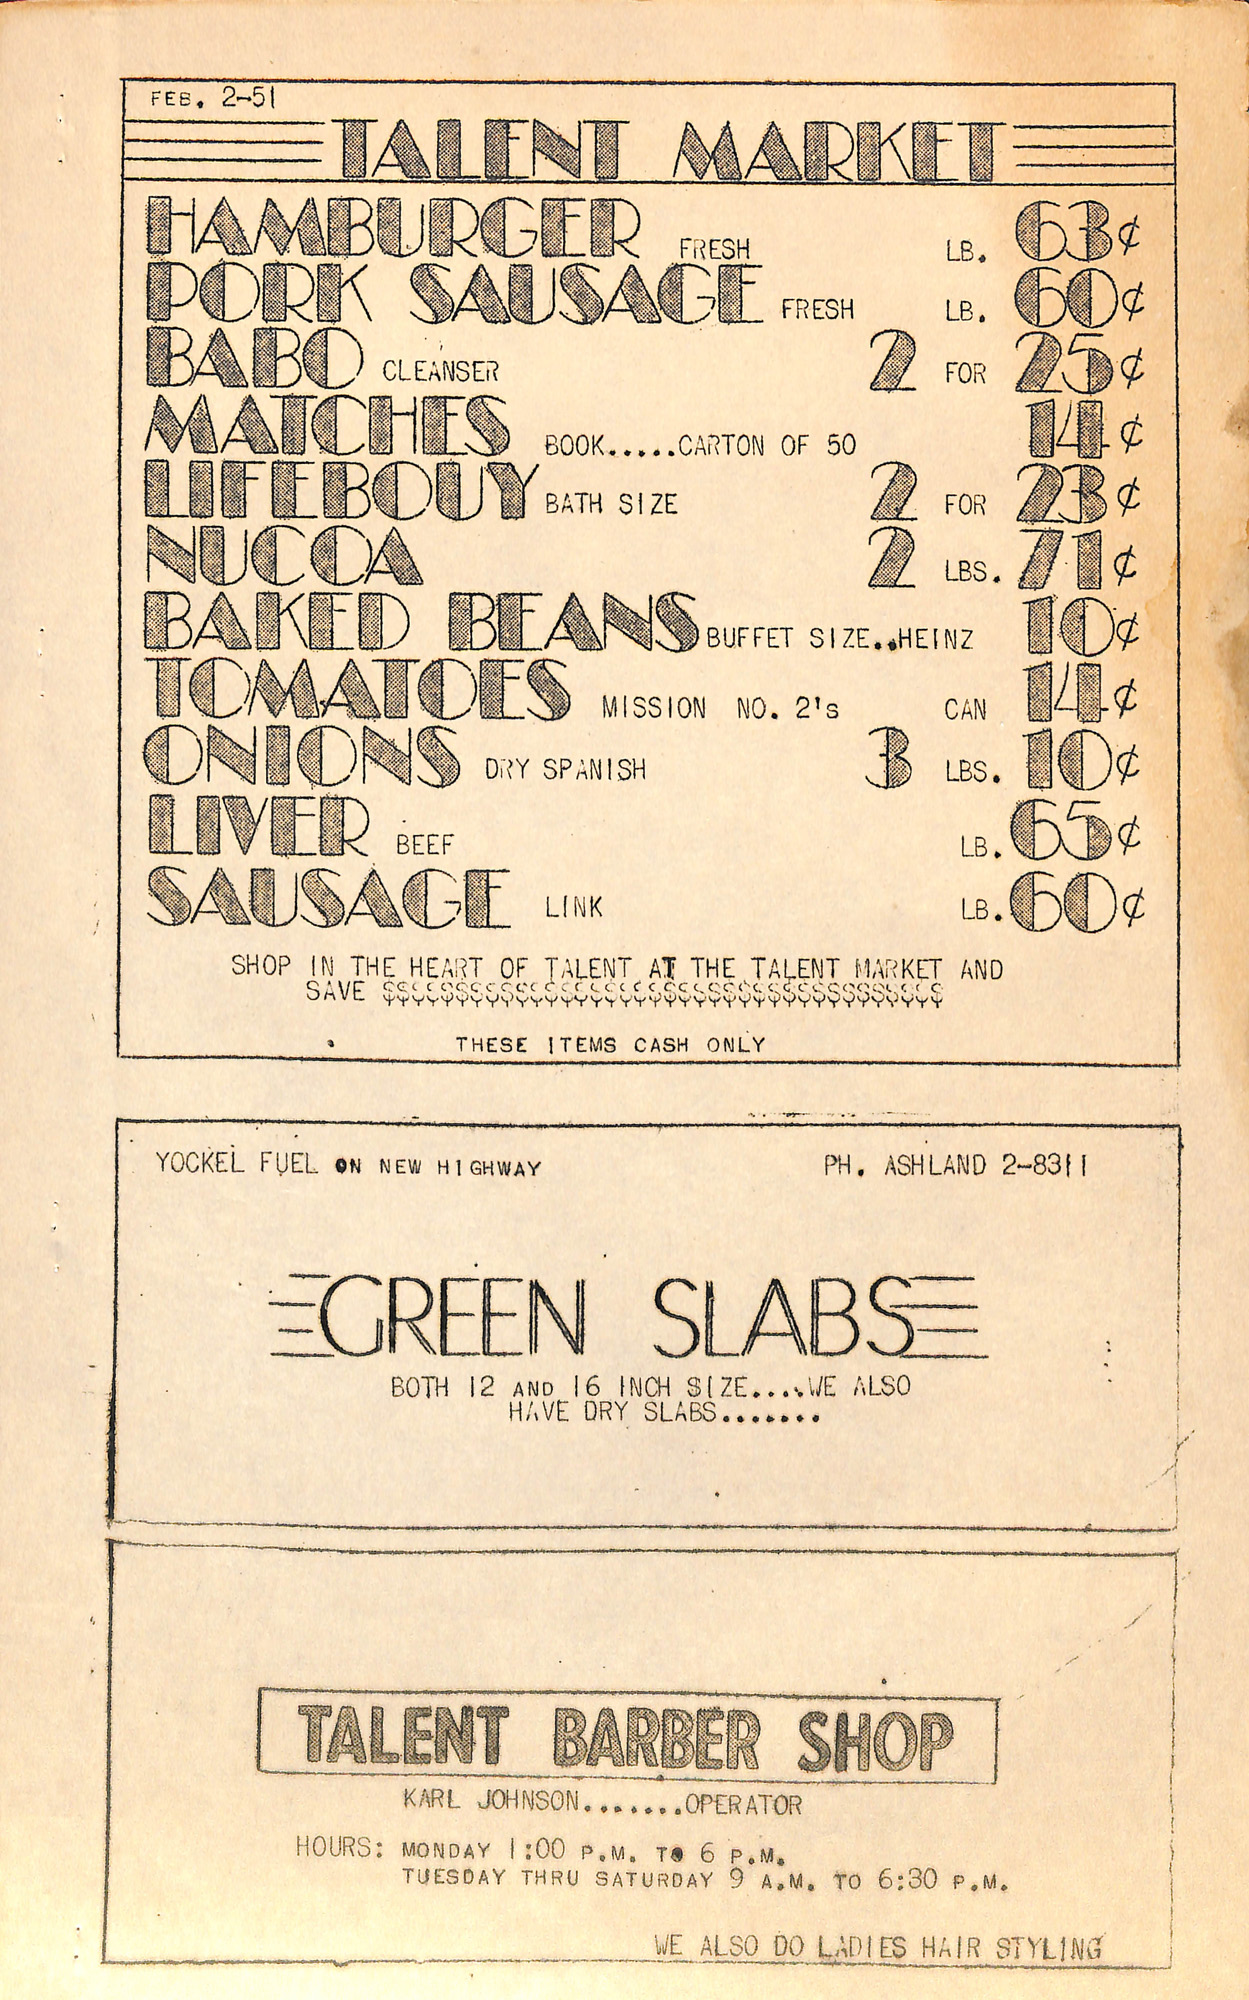 FEB. 2-51
TALENT MARKET
HAMBURGER FRESH LB. 63¢
PORK SAUSAGE FRESH LB. 60¢
BABO CLEANSER 2 FOR 25¢
MATCHES BOOK.....CARTON OF 50 14¢
LIFEBOUY BATH SIZE 2 FOR 23¢
NUCOA 2 LBS. 71¢
BAKED BEANS BUFFET SIZE..HEINZ 10¢
TOMATOES MISSION NO. 2's CAN 14¢
ONIONS DRY SPANISH 3 LBS. 10¢
LIVER BEEF LB. 65¢
SAUSAGE LINK LB. 60¢
SHOP IN THE HEART OF TALENT AT THE TALENT MARKET AND
SAVE $$$$$$$$$$$$$$$$$$$$$$$$$$$$$$$$$$$$$$
THESE ITEMS CASH ONLY
YOCKEL FUEL ON NEW HIGHWAY PH. ASHLAND 2-8311
GREEN SLABS
BOTH 12 AND 16 INCH SIZE....WE ALSO
HAVE DRY SLABS.......
TALENT BARBER SHOP
KARL JOHNSON.......OPERATOR
HOURS: MONDAY 1:00 P.M. TO 6 P.M.
TUESDAY THRU SATURDAY 9 A.M. TO 6:30 P.M.
WE ALSO DO LADIES HAIR STYLING